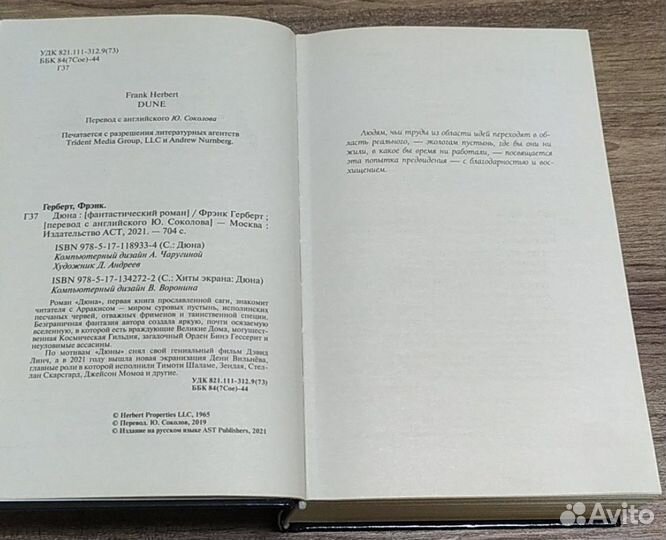 УДК 821.111-312.9(73)
ББК 84(7Сое)-44
Г37
Frank Herbert
DUNE
Перевод с английского Ю. Соколова
Печатается с разрешения литературных агентств
Trident Media Group, LLC и Andrew Nurnberg.
Герберт, Фрэнк.
Г37 Дюна : [фантастический роман] / Фрэнк Герберт ;
[перевод с английского Ю. Соколова] — Москва :
Издательство АСТ, 2021. — 704 с.
ISBN 978-5-17-118933-4 (С.: Дюна)
Компьютерный дизайн А. Чаругиной
Художник Д. Андреев
ISBN 978-5-17-134272-2 (С.: Хиты экрана: Дюна)
Компьютерный дизайн В. Воронина
Роман «Дюна», первая книга прославленной саги, знакомит
читателя с Арракисом — миром суровых пустынь, исполинских
песчаных червей, отважных фрименов и таинственной специи.
Безграничная фантазия автора создала яркую, почти осязаемую
вселенную, в которой есть враждующие Великие Дома, могущест-
венная Космическая Гильдия, загадочный Орден Бинэ Гессерит и
неуловимые ассасины.
По мотивам «Дюны» снял свой гениальный фильм Дэвид
Линч, а в 2021 году вышла новая экранизация Дени Вильнёва,
главные роли в которой исполнили Тимоти Шаламе, Зендая, Стел-
лан Скарсгард, Джейсон Момоа и другие.
УДК 821.111-312.9(73)
ББК 84(7Сое)-44
© Herbert Properties LLC, 1965
© Перевод. Ю. Соколов, 2019
© Издание на русском языке AST Publishers, 2021
Людям, чьи труды из области идей переходят в об-
ласть реального, — экологам пустынь, где бы они ни
жили, в какое бы время ни работали, — посвящается
эта попытка предвидения — с благодарностью и вос-
хищением.
Avito